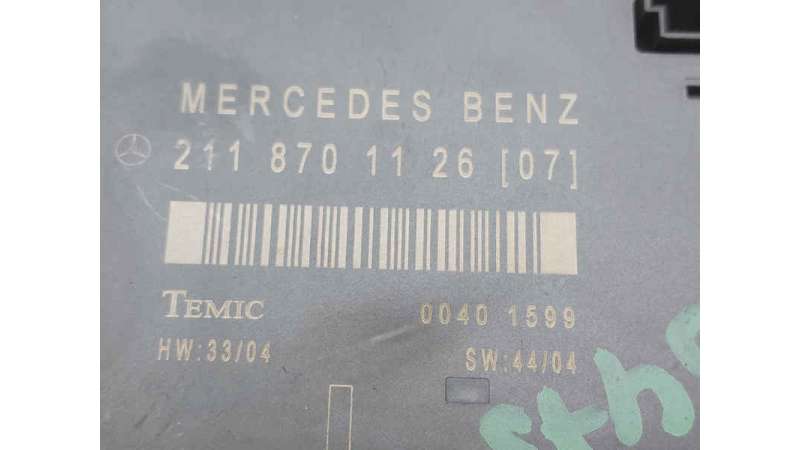 MERCEDES BENZ
211 870 11 26 [07]
TEMIC 0040 1599
HW:33/04 SW:44/04